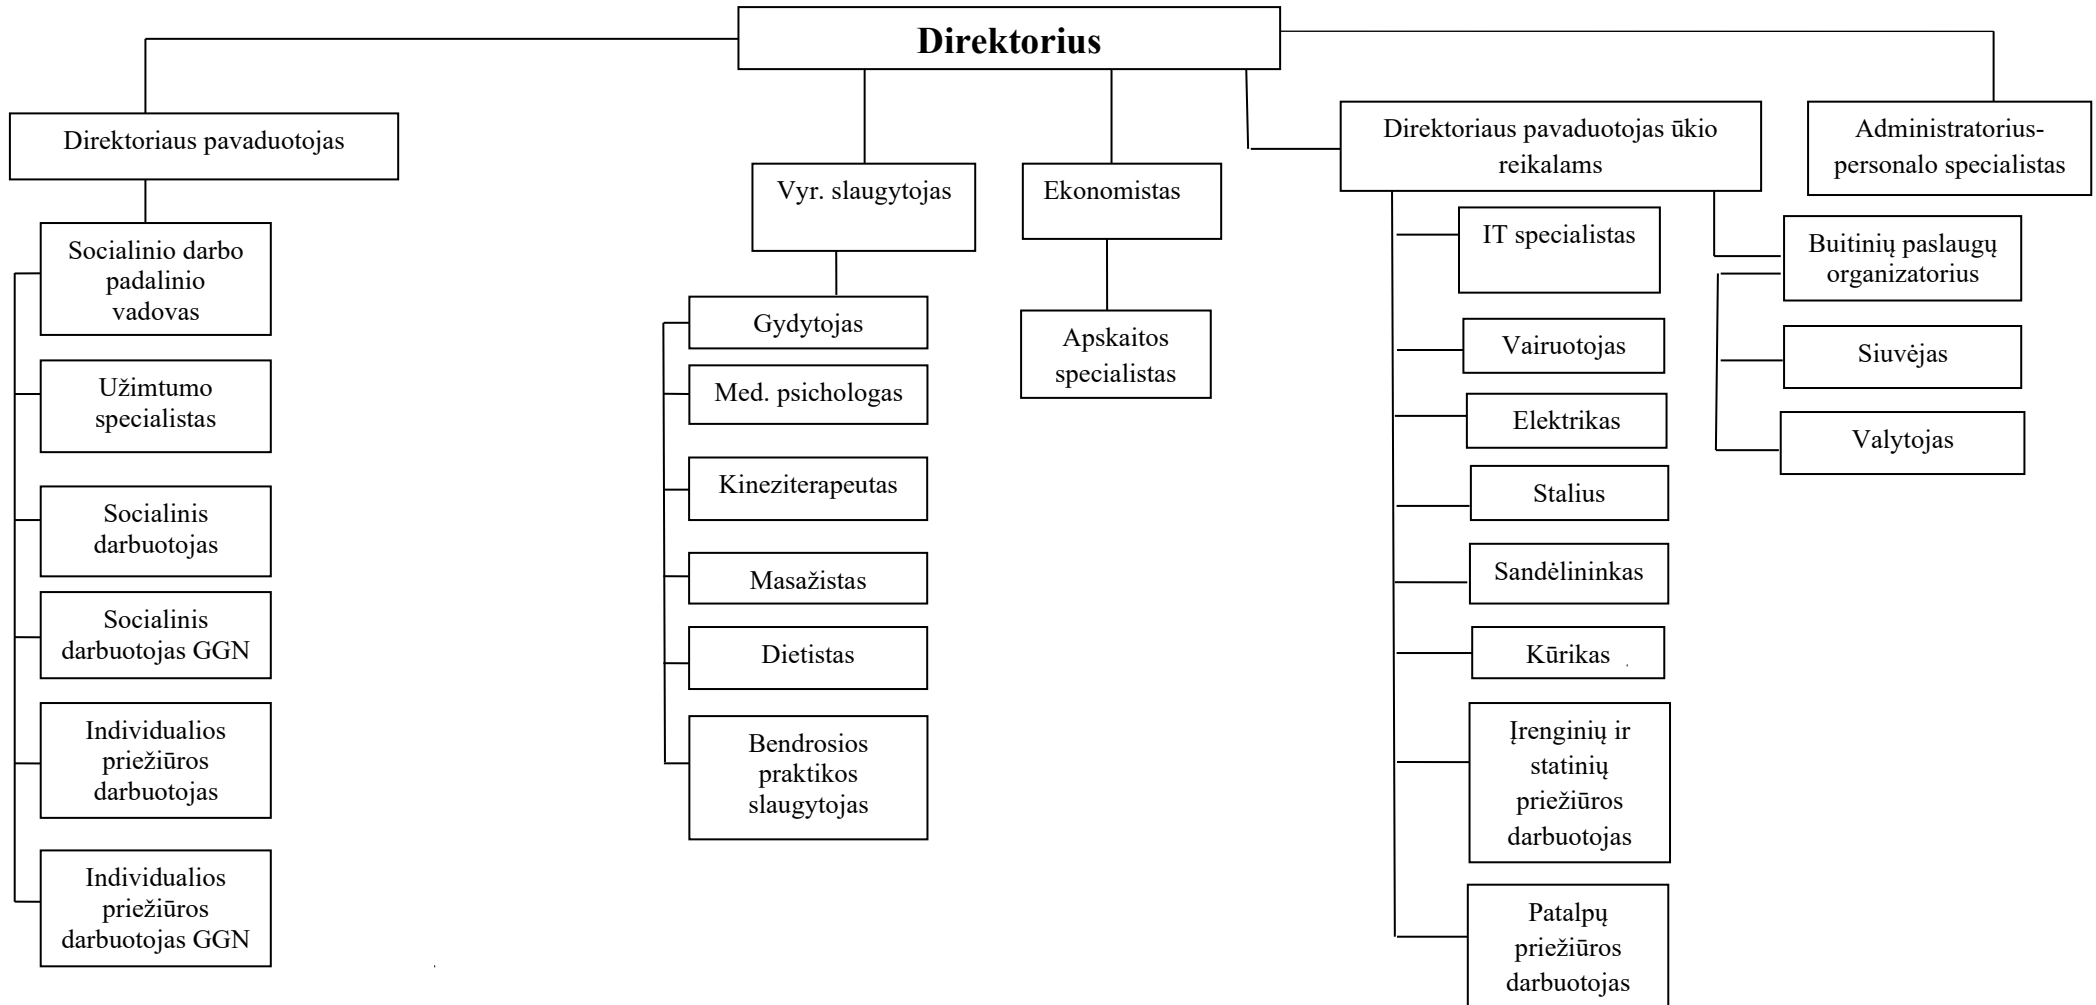 Direktorius
Direktoriaus pavaduotojas
Socialinio darbo
padalinio
vadovas
Užimtumo
specialistas
Socialinis
darbuotojas
Socialinis
darbuotojas GGN
Individualios
priežiūros
darbuotojas
Individualios
priežiūros
darbuotojas GGN
Vyr. slaugytojas
Gydytojas
Med. psichologas
Kineziterapeutas
Masažistas
Dietistas
Bendrosios
praktikos
slaugytojas
Ekonomistas
Apskaitos
specialistas
Direktoriaus pavaduotojas ūkio
reikalams
IT specialistas
Vairuotojas
Elektrikas
Stalius
Sandėlininkas
Kūrikas
Įrenginių ir
statinių
priežiūros
darbuotojas
Patalpų
priežiūros
darbuotojas
Buitinių paslaugų
organizatorius
Siuvėjas
Valytojas
Administratorius-
personalo specialistas